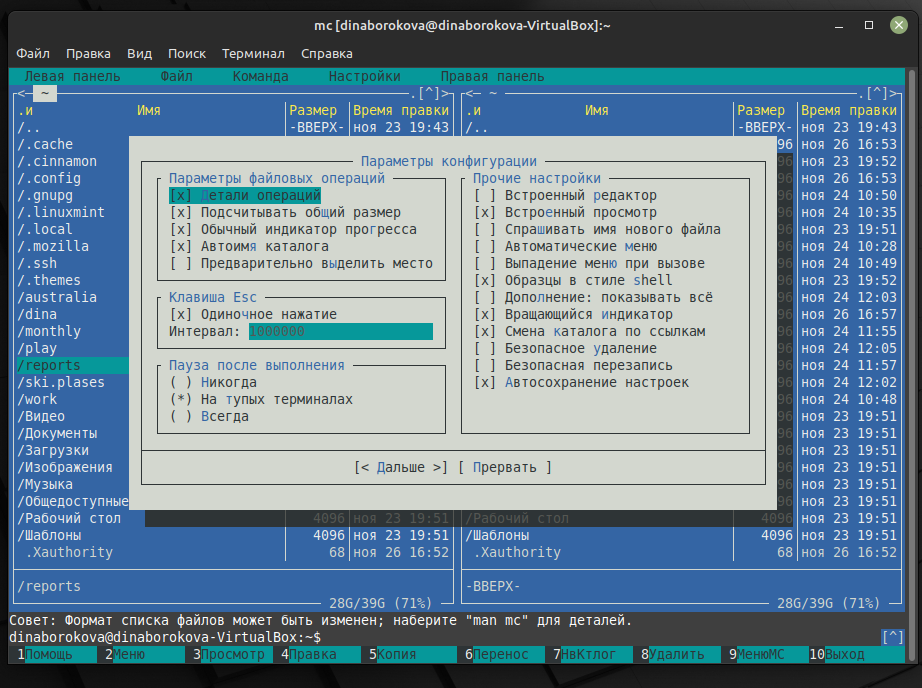 mc [dinaborokova@dinaborokova-VirtualBox]:~
Файл Правка Вид Поиск Терминал Справка
Левая панель Файл Команда Настройки Правая панель
<─ ~ .[^]> <─ ~ .[^]>
.и Имя Размер Время правки .и Имя Размер Время правки
/.. -ВВЕРХ- ноя 23 19:43 /.. -ВВЕРХ- ноя 23 19:43
/.cache 96 ноя 26 16:53
Параметры конфигурации
/.cinnamon Параметры файловых операций Прочие настройки 96 ноя 23 19:52
/.config [x] Детали операций [ ] Встроенный редактор 96 ноя 26 16:53
/.gnupg [x] Подсчитывать общий размер [x] Встроенный просмотр 96 ноя 24 10:50
/.linuxmint [x] Обычный индикатор прогресса [ ] Спрашивать имя нового файла 96 ноя 24 10:35
/.local [x] Автоимя каталога [ ] Автоматические меню 96 ноя 23 19:51
/.mozilla [ ] Предварительно выделить место [ ] Выпадение меню при вызове 96 ноя 24 10:28
/.ssh [x] Образцы в стиле shell 96 ноя 24 10:49
/.themes Клавиша Esc [ ] Дополнение: показывать всё 96 ноя 23 19:52
/australia [x] Одиночное нажатие [x] Вращающийся индикатор 96 ноя 24 12:03
/dina Интервал: 1000000 [x] Смена каталога по ссылкам 96 ноя 26 16:57
/monthly [ ] Безопасное удаление 96 ноя 24 11:55
/play Пауза после выполнения [ ] Безопасная перезапись 96 ноя 24 12:05
/reports ( ) Никогда [x] Автосохранение настроек 96 ноя 24 11:57
/ski.plases (*) На тупых терминалах 96 ноя 24 12:02
/work ( ) Всегда 96 ноя 24 10:48
/Видео 96 ноя 23 19:51
/Документы 96 ноя 23 19:51
/Загрузки [< Дальше >] [ Прервать ] 96 ноя 23 19:51
/Изображения 96 ноя 23 19:51
/Музыка 96 ноя 23 19:51
/Общедоступные 96 ноя 23 19:51
/Рабочий стол 4096 ноя 23 19:51 /Рабочий стол 4096 ноя 23 19:51
/Шаблоны 4096 ноя 23 19:51 /Шаблоны 4096 ноя 23 19:51
.Xauthority 68 ноя 26 16:52 .Xauthority 68 ноя 26 16:52
/reports -ВВЕРХ-
28G/39G (71%) 28G/39G (71%)
Совет: Формат списка файлов может быть изменен; наберите "man mc" для деталей.
dinaborokova@dinaborokova-VirtualBox:~$ [^]
1Помощь 2Меню 3Просмотр 4Правка 5Копия 6Перенос 7НвКтлог 8Удалить 9МенюМС 10Выход